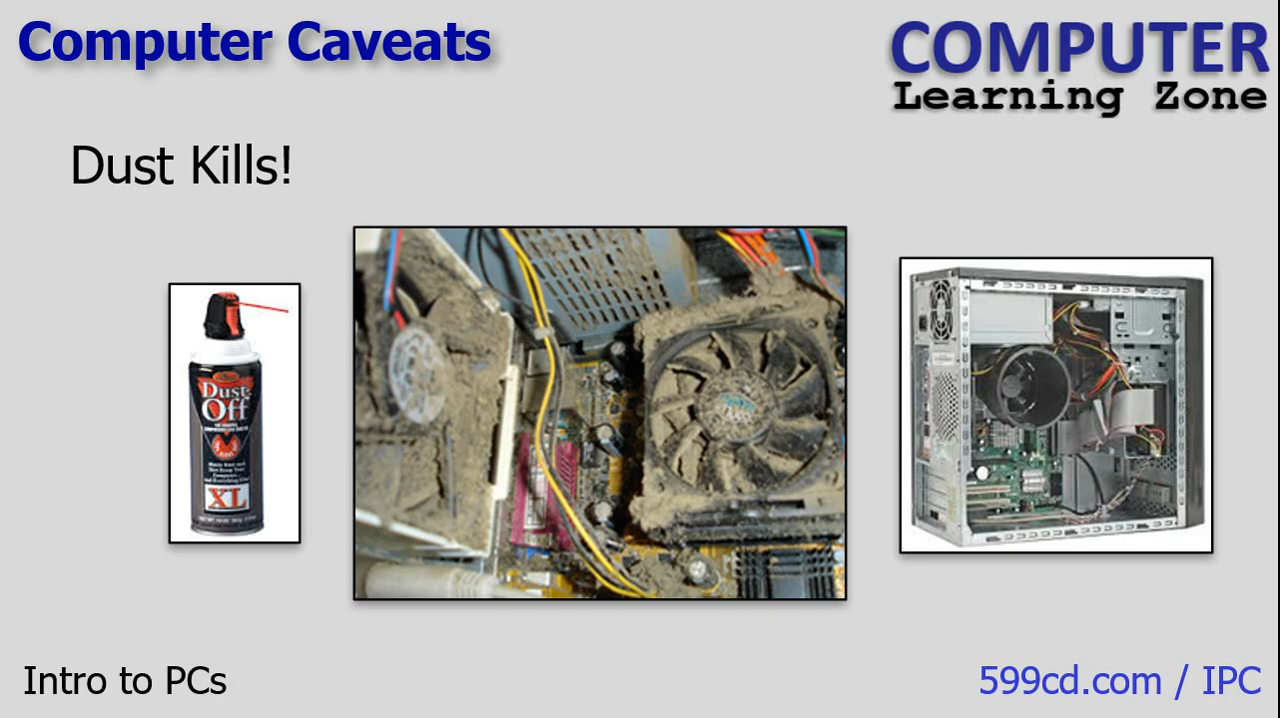 Computer Caveats
COMPUTER
Learning Zone
Dust Kills!
Dust-
Off
XL
Intro to PCs
599cd.com / IPC